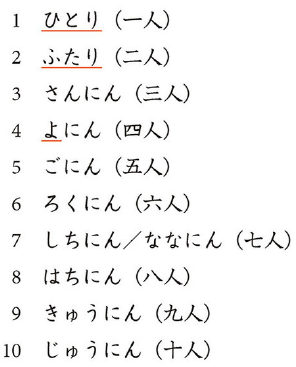 1 ひとり（一人）
2 ふたり（二人）
3 さんにん（三人）
4 よにん（四人）
5 ごにん（五人）
6 ろくにん（六人）
7 しちにん／ななにん（七人）
8 はちにん（八人）
9 きゅうにん（九人）
10 じゅうにん（十人）